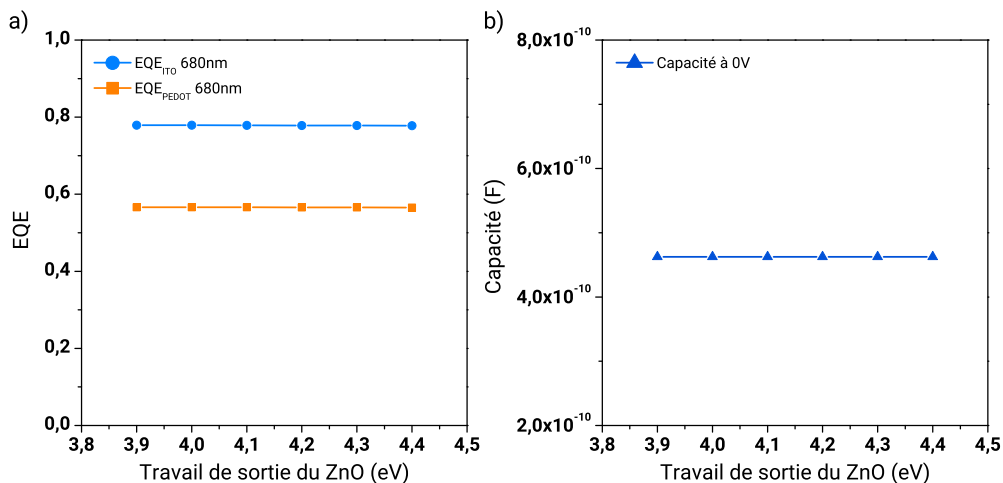 a)
1,0
0,8
0,6
0,4
0,2
0,0
EQE
EQE_ITO 680nm
EQE_PEDOT 680nm
3,8 3,9 4,0 4,1 4,2 4,3 4,4 4,5
Travail de sortie du ZnO (eV)
b)
8,0x10⁻¹⁰
6,0x10⁻¹⁰
4,0x10⁻¹⁰
2,0x10⁻¹⁰
Capacité (F)
Capacité à 0V
3,8 3,9 4,0 4,1 4,2 4,3 4,4 4,5
Travail de sortie du ZnO (eV)